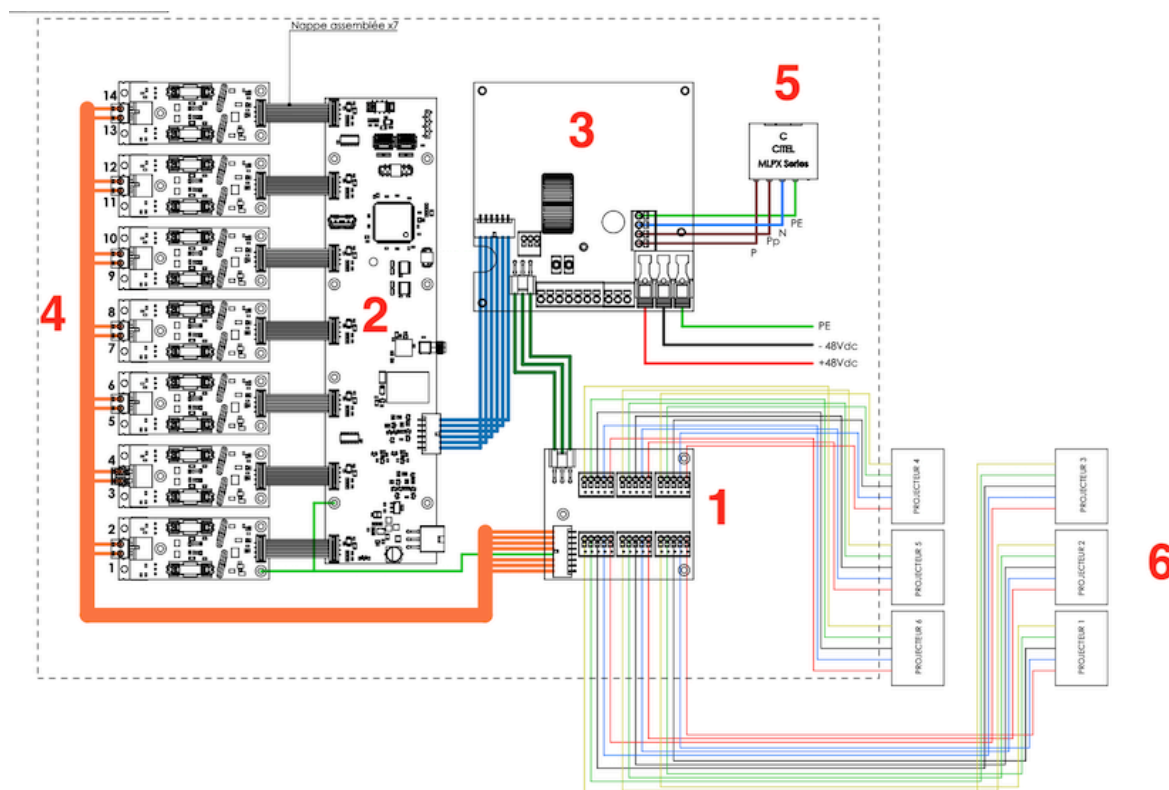 Nappe assemblée x7
14
13
12
11
10
9
8
7
6
5
4
3
2
1
4
2
3
5
C
CITEL
MLPX Series
PE
N
Pp
P
PE
- 48Vdc
+48Vdc
1
PROJECTEUR 4
PROJECTEUR 5
PROJECTEUR 6
PROJECTEUR 3
PROJECTEUR 2
PROJECTEUR 1
6